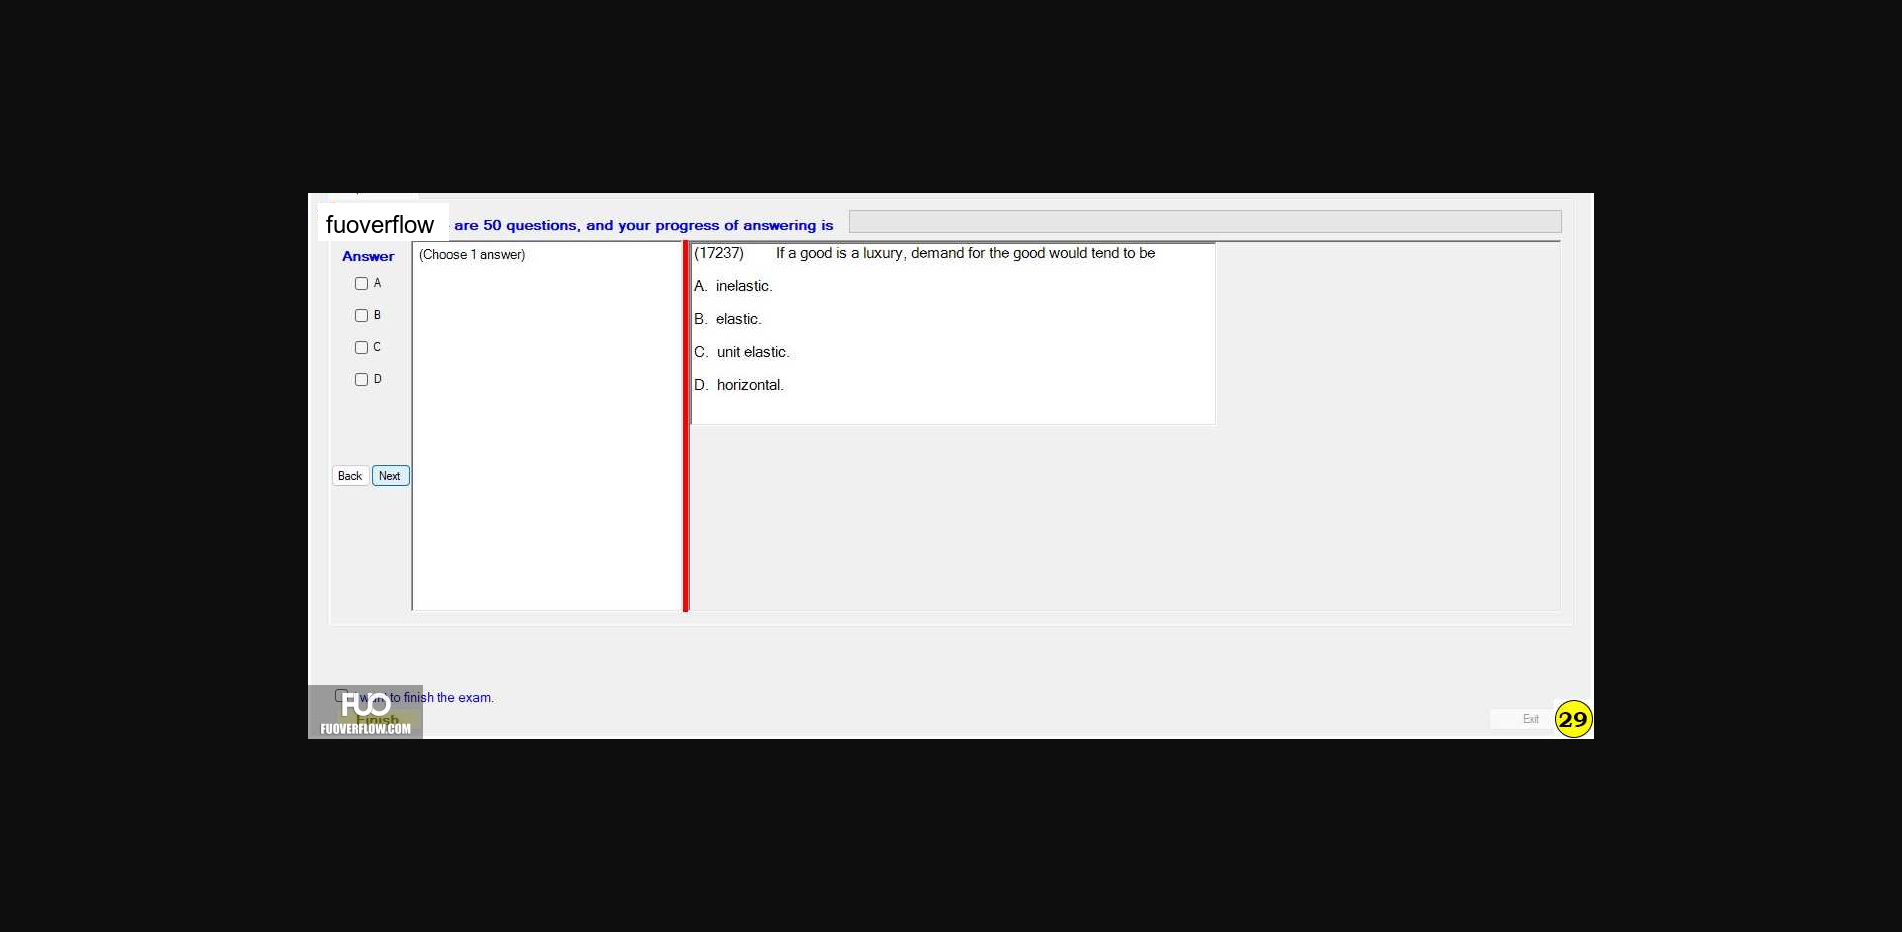 fuoverflow are 50 questions, and your progress of answering is
Answer
(Choose 1 answer)
(17237) If a good is a luxury, demand for the good would tend to be
A
A. inelastic.
B
B. elastic.
C
C. unit elastic.
D
D. horizontal.
Back Next
want to finish the exam.
FUO
Finish
FUOVERFLOW.COM
Exit
29